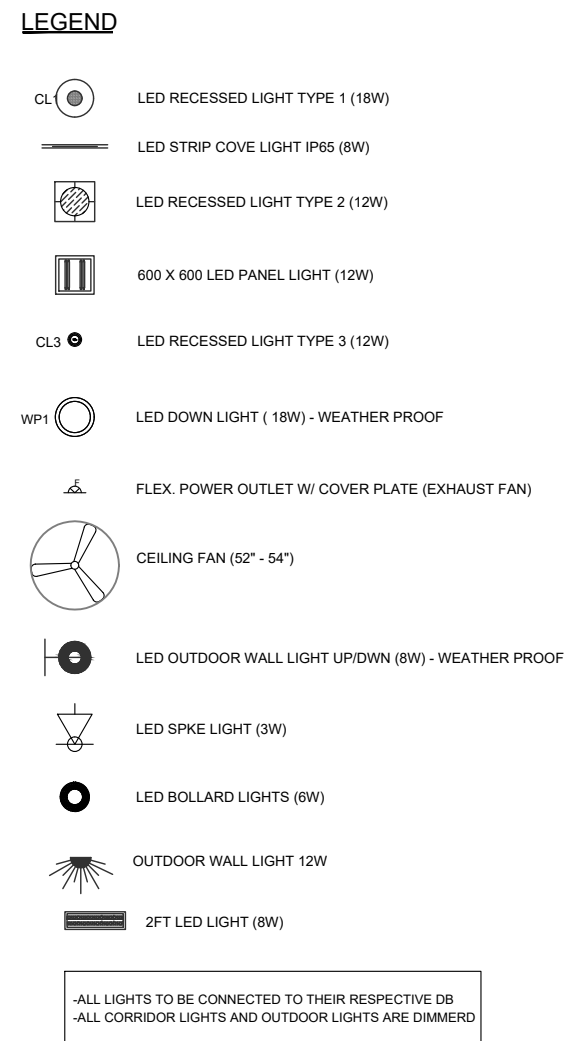 LEGEND
CL1 LED RECESSED LIGHT TYPE 1 (18W)
LED STRIP COVE LIGHT IP65 (8W)
LED RECESSED LIGHT TYPE 2 (12W)
600 X 600 LED PANEL LIGHT (12W)
CL3 LED RECESSED LIGHT TYPE 3 (12W)
WP1 LED DOWN LIGHT ( 18W) - WEATHER PROOF
F FLEX. POWER OUTLET W/ COVER PLATE (EXHAUST FAN)
CEILING FAN (52" - 54")
LED OUTDOOR WALL LIGHT UP/DWN (8W) - WEATHER PROOF
LED SPKE LIGHT (3W)
LED BOLLARD LIGHTS (6W)
OUTDOOR WALL LIGHT 12W
2FT LED LIGHT (8W)
-ALL LIGHTS TO BE CONNECTED TO THEIR RESPECTIVE DB
-ALL CORRIDOR LIGHTS AND OUTDOOR LIGHTS ARE DIMMERD